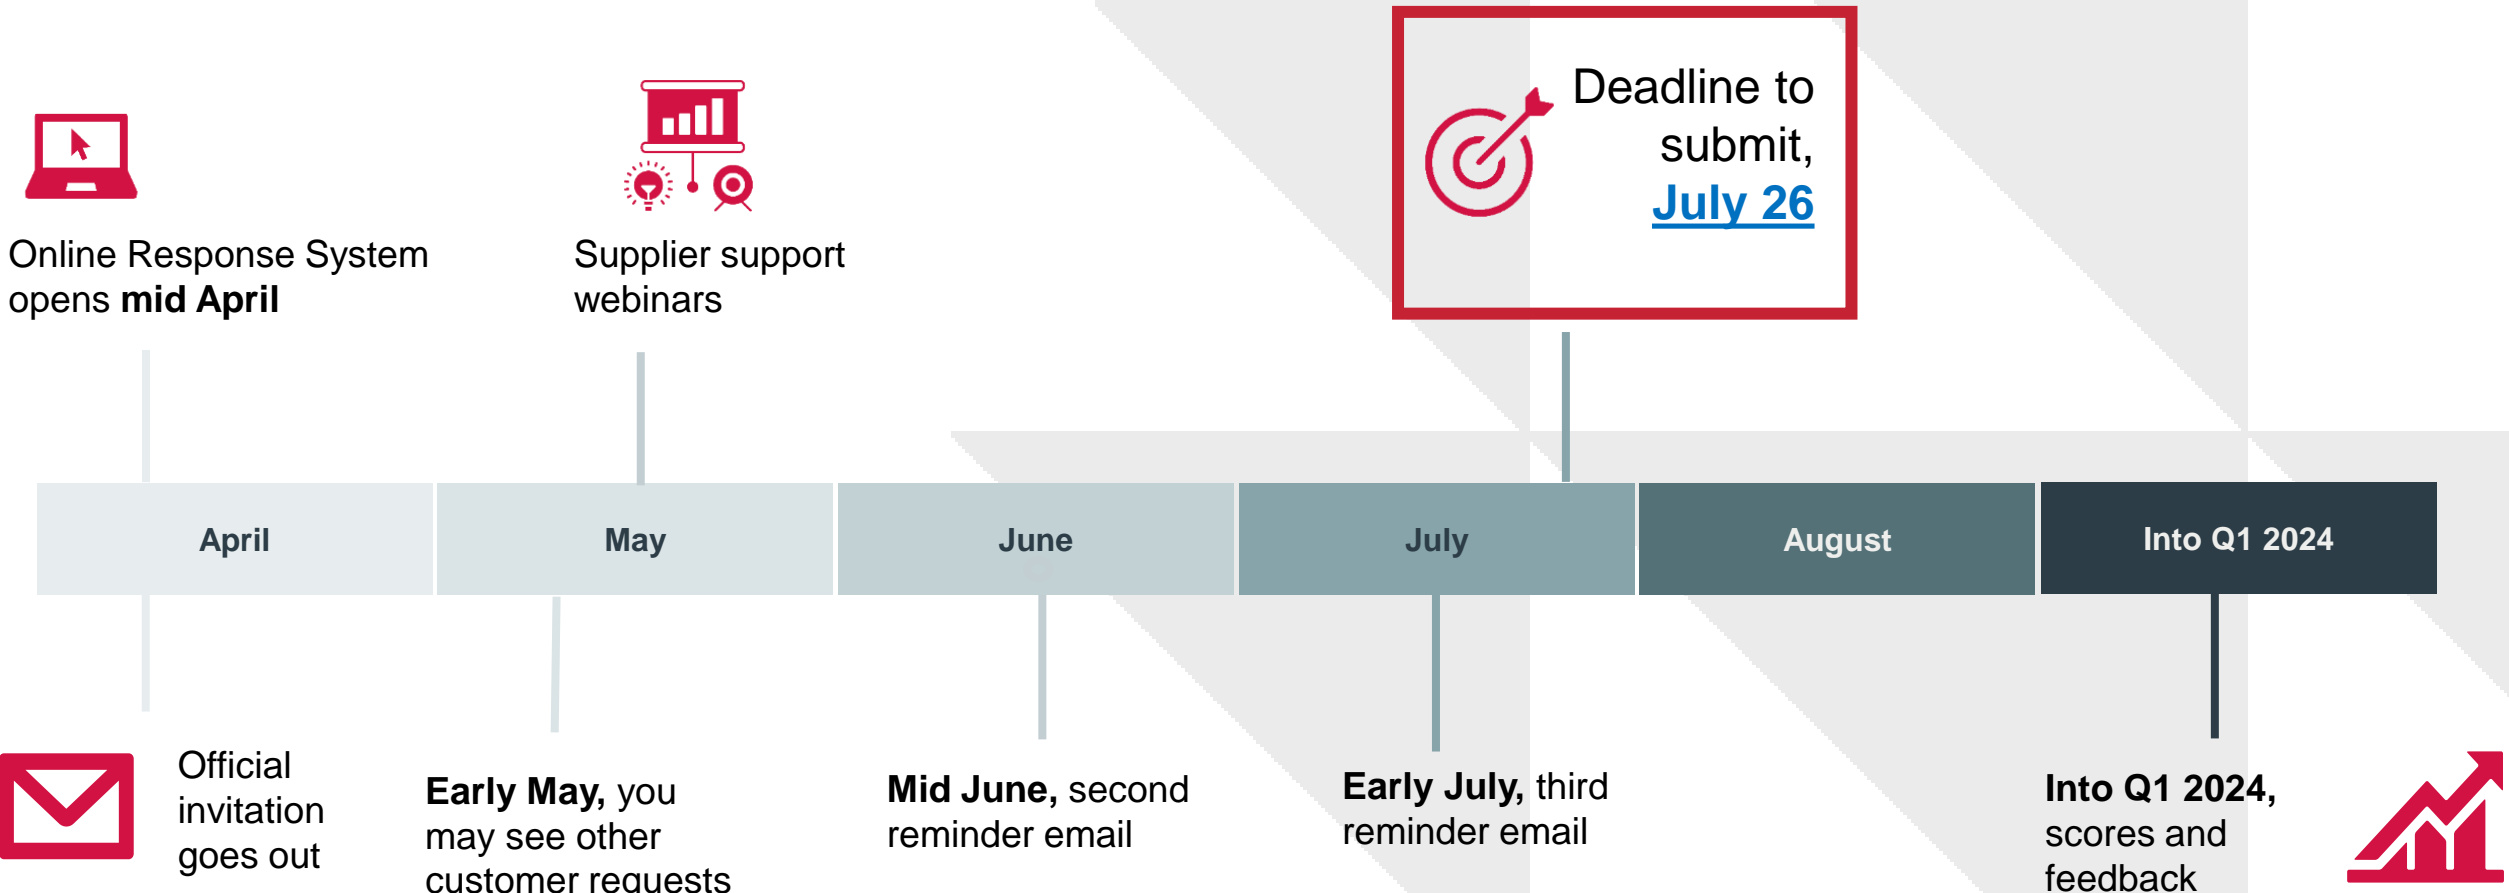 Deadline to
submit,
July 26
Online Response System
opens mid April
Supplier support
webinars
April
May
June
July
August
Into Q1 2024
Official
invitation
goes out
Early May, you
may see other
customer requests
Mid June, second
reminder email
Early July, third
reminder email
Into Q1 2024,
scores and
feedback